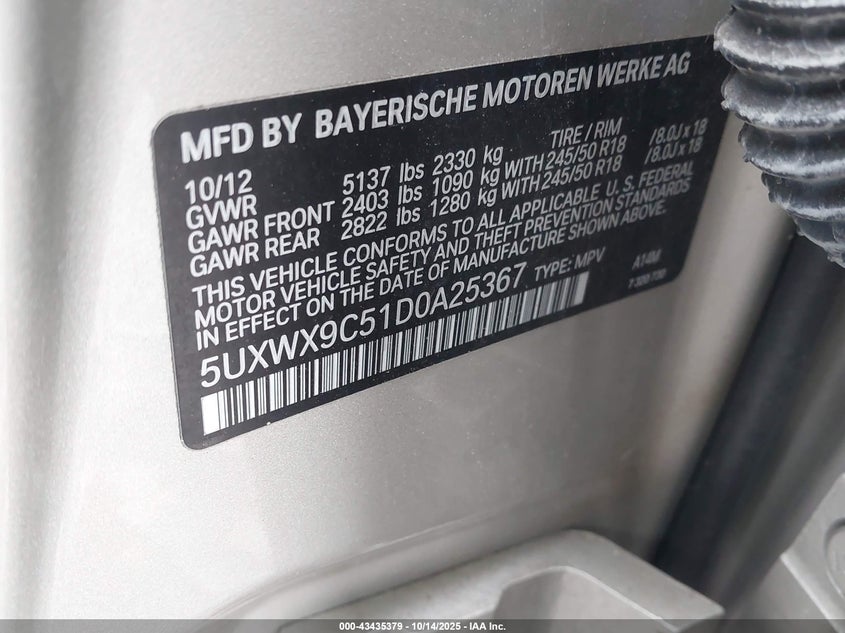 MFD BY BAYERISCHE MOTOREN WERKE AG
10/12 TIRE / RIM
GVWR 5137 lbs 2330 kg
GAWR FRONT 2403 lbs 1090 kg WITH 245/50 R18 /8.0J x 18
GAWR REAR 2822 lbs 1280 kg WITH 245/50 R18 /8.0J x 18
THIS VEHICLE CONFORMS TO ALL APPLICABLE U. S. FEDERAL
MOTOR VEHICLE SAFETY AND THEFT PREVENTION STANDARDS
IN EFFECT ON THE DATE OF MANUFACTURE SHOWN ABOVE.
5UXWX9C51D0A25367 TYPE: MPV A14M
000-43435379 - 10/14/2025 - IAA Inc.